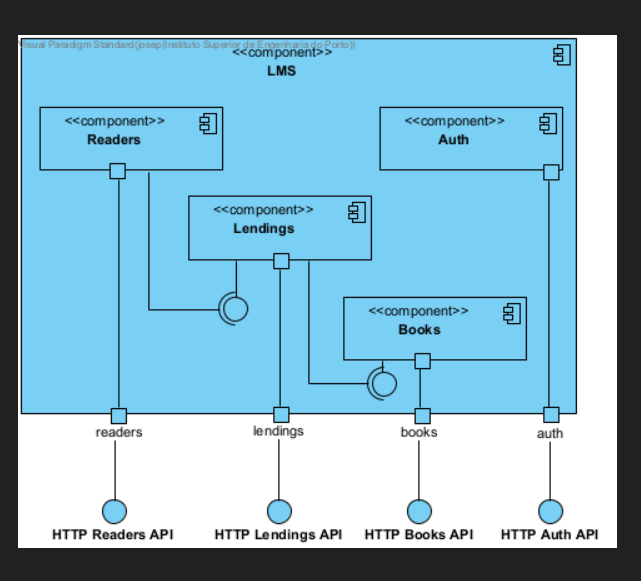 Visual Paradigm Standard(josep(Instituto Superior de Engenharia do Porto))
<<component>>
LMS
<<component>>
Readers
<<component>>
Auth
<<component>>
Lendings
<<component>>
Books
readers
lendings
books
auth
HTTP Readers API
HTTP Lendings API
HTTP Books API
HTTP Auth API